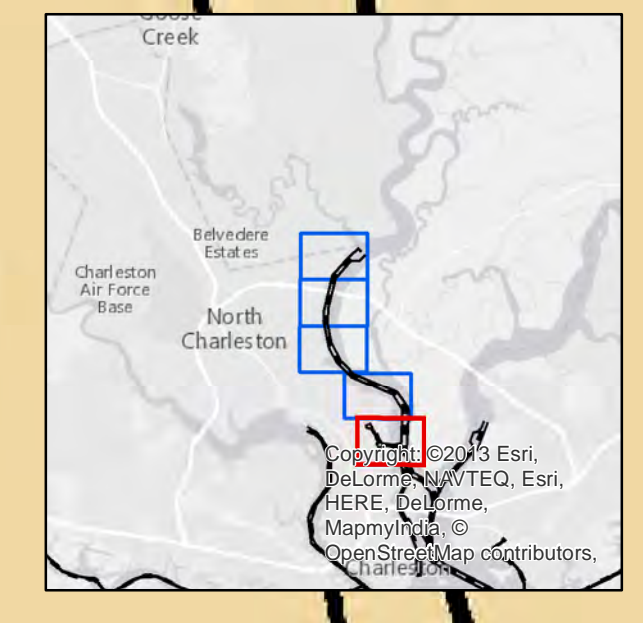 Goose
Creek
Belvedere
Estates
Charleston
Air Force
Base
North
Charleston
Copyright: ©2013 Esri,
DeLorme, NAVTEQ, Esri,
HERE, DeLorme,
MapmyIndia, ©
OpenStreetMap contributors,
Charleston